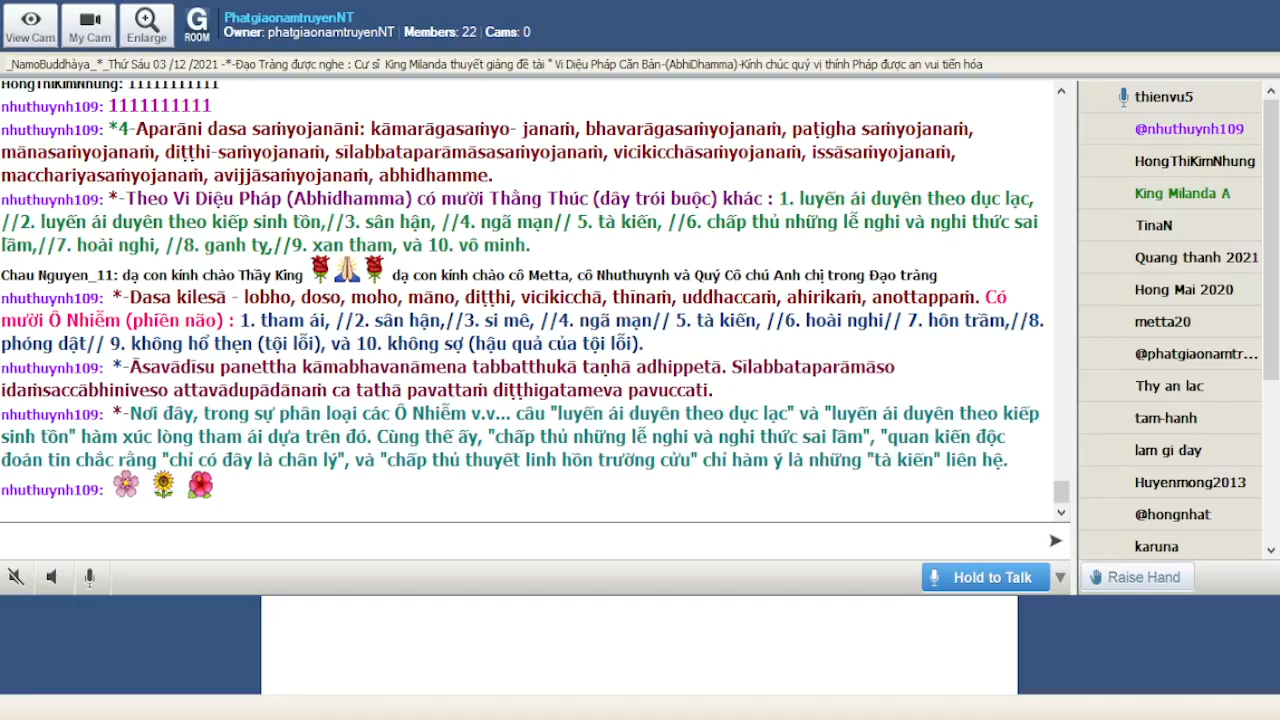 View Cam
My Cam
Enlarge
G ROOM
PhatgiaonamtruyenNT
Owner: phatgiaonamtruyenNT | Members: 22 | Cams: 0
_NamoBuddhàya_*_Thứ Sáu 03 /12 /2021 -*-Đạo Tràng được nghe : Cư sĩ King Milanda thuyết giảng đề tài " Vi Diệu Pháp Căn Bản-(AbhiDhamma)-Kính chúc quý vị thính Pháp được an vui tiến hóa
HongThiKimNhung: 11111111111
nhuthuynh109: 1111111111
nhuthuynh109: *4-Aparāni dasa saṁyojanāni: kāmarāgasaṁyo- janaṁ, bhavarāgasaṁyojanaṁ, paṭigha saṁyojanaṁ,
mānasaṁyojanaṁ, diṭṭhi-saṁyojanaṁ, sīlabbataparāmāsasaṁyojanaṁ, vicikicchāsaṁyojanaṁ, issāsaṁyojanaṁ,
macchariyasaṁyojanaṁ, avijjāsaṁyojanaṁ, abhidhamme.
nhuthuynh109: *-Theo Vi Diệu Pháp (Abhidhamma) có mười Thằng Thúc (dây trói buộc) khác : 1. luyến ái duyên theo dục lạc,
//2. luyến ái duyên theo kiếp sinh tồn,//3. sân hận, //4. ngã mạn// 5. tà kiến, //6. chấp thủ những lễ nghi và nghi thức sai
lầm,//7. hoài nghi, //8. ganh tỵ,//9. xan tham, và 10. vô minh.
Chau Nguyen_11: dạ con kính chào Thầy King 🌹🙏🌹 dạ con kính chào cô Metta, cô Nhuthuynh và Quý Cô chú Anh chị trong Đạo tràng
nhuthuynh109: *-Dasa kilesā - lobho, doso, moho, māno, diṭṭhi, vicikicchā, thīnaṁ, uddhaccaṁ, ahirikaṁ, anottappaṁ. Có
mười Ô Nhiễm (phiền não) : 1. tham ái, //2. sân hận,//3. si mê, //4. ngã mạn// 5. tà kiến, //6. hoài nghi// 7. hôn trầm,//8.
phóng dật// 9. không hổ thẹn (tội lỗi), và 10. không sợ (hậu quả của tội lỗi).
nhuthuynh109: *-Āsavādīsu panettha kāmabhavanāmena tabbatthukā taṇhā adhippetā. Sīlabbataparāmāso
idaṁsaccābhiniveso attavādupādānaṁ ca tathā pavattaṁ diṭṭhigatameva pavuccati.
nhuthuynh109: *-Nơi đây, trong sự phân loại các Ô Nhiễm v.v... câu "luyến ái duyên theo dục lạc" và "luyến ái duyên theo kiếp
sinh tồn" hàm xúc lòng tham ái dựa trên đó. Cùng thế ấy, "chấp thủ những lễ nghi và nghi thức sai lầm", "quan kiến độc
đoán tin chắc rằng "chỉ có đây là chân lý", và "chấp thủ thuyết linh hồn trường cửu" chỉ hàm ý là những "tà kiến" liên hệ.
nhuthuynh109: 🌸 🌻 🌺
Hold to Talk
thienvu5
@nhuthuynh109
HongThiKimNhung
King Milanda A
TinaN
Quang thanh 2021
Hong Mai 2020
metta20
@phatgiaonamtr...
Thy an lac
tam-hanh
lam gi day
Huyenmong2013
@hongnhat
karuna
Raise Hand